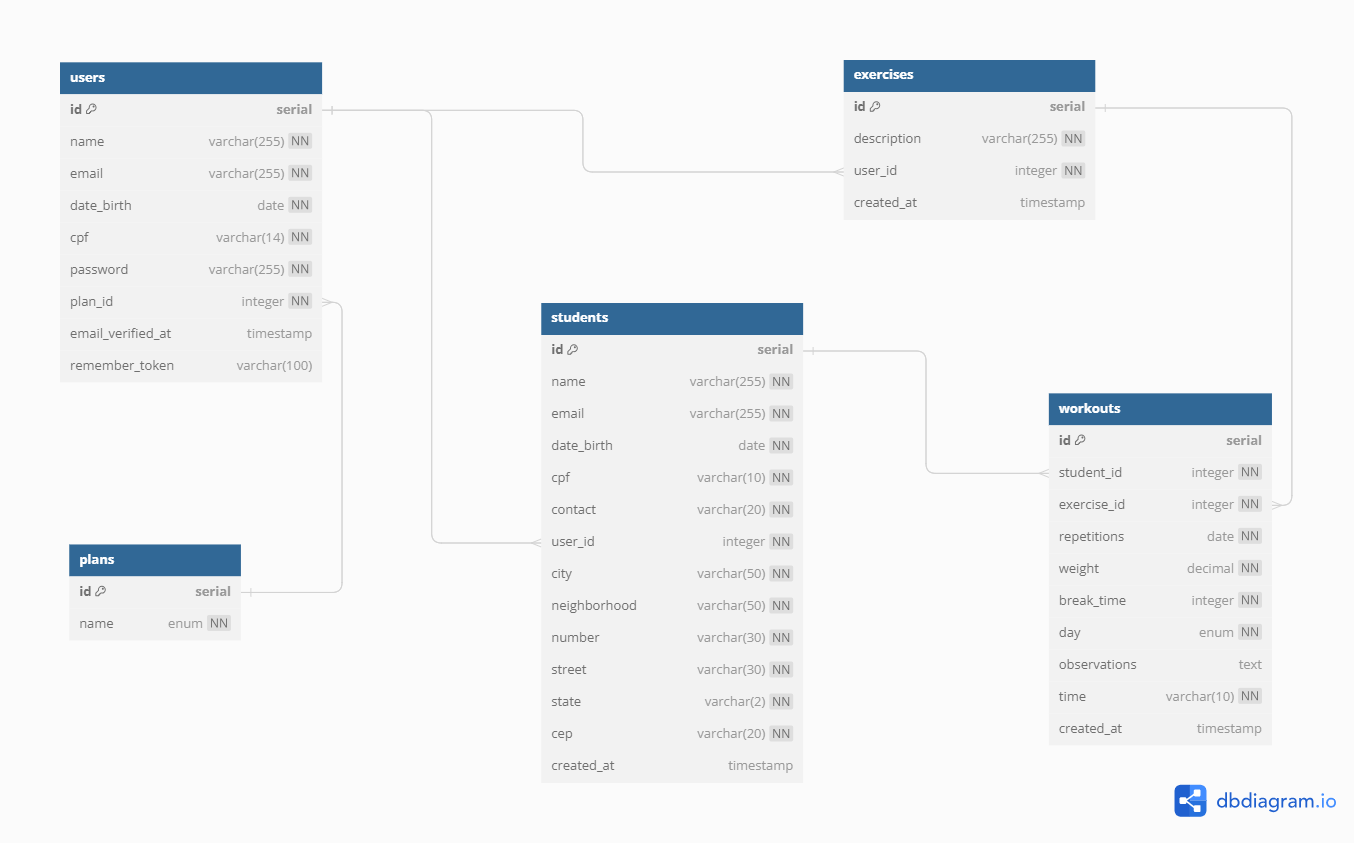 users
id serial
name varchar(255) NN
email varchar(255) NN
date_birth date NN
cpf varchar(14) NN
password varchar(255) NN
plan_id integer NN
email_verified_at timestamp
remember_token varchar(100)
exercises
id serial
description varchar(255) NN
user_id integer NN
created_at timestamp
students
id serial
name varchar(255) NN
email varchar(255) NN
date_birth date NN
cpf varchar(10) NN
contact varchar(20) NN
user_id integer NN
city varchar(50) NN
neighborhood varchar(50) NN
number varchar(30) NN
street varchar(30) NN
state varchar(2) NN
cep varchar(20) NN
created_at timestamp
workouts
id serial
student_id integer NN
exercise_id integer NN
repetitions date NN
weight decimal NN
break_time integer NN
day enum NN
observations text
time varchar(10) NN
created_at timestamp
plans
id serial
name enum NN
dbdiagram.io